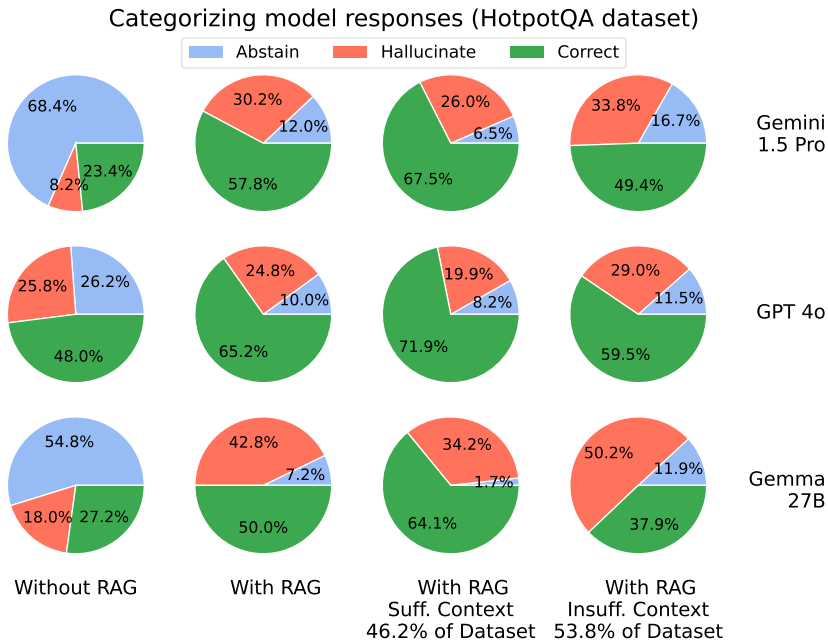 Categorizing model responses (HotpotQA dataset)
Abstain Hallucinate Correct
68.4% 8.2% 23.4%
30.2% 12.0% 57.8%
26.0% 6.5% 67.5%
33.8% 16.7% 49.4%
Gemini
1.5 Pro
25.8% 26.2% 48.0%
24.8% 10.0% 65.2%
19.9% 8.2% 71.9%
29.0% 11.5% 59.5%
GPT 4o
54.8% 18.0% 27.2%
42.8% 7.2% 50.0%
34.2% 1.7% 64.1%
50.2% 11.9% 37.9%
Gemma
27B
Without RAG
With RAG
With RAG
Suff. Context
46.2% of Dataset
With RAG
Insuff. Context
53.8% of Dataset